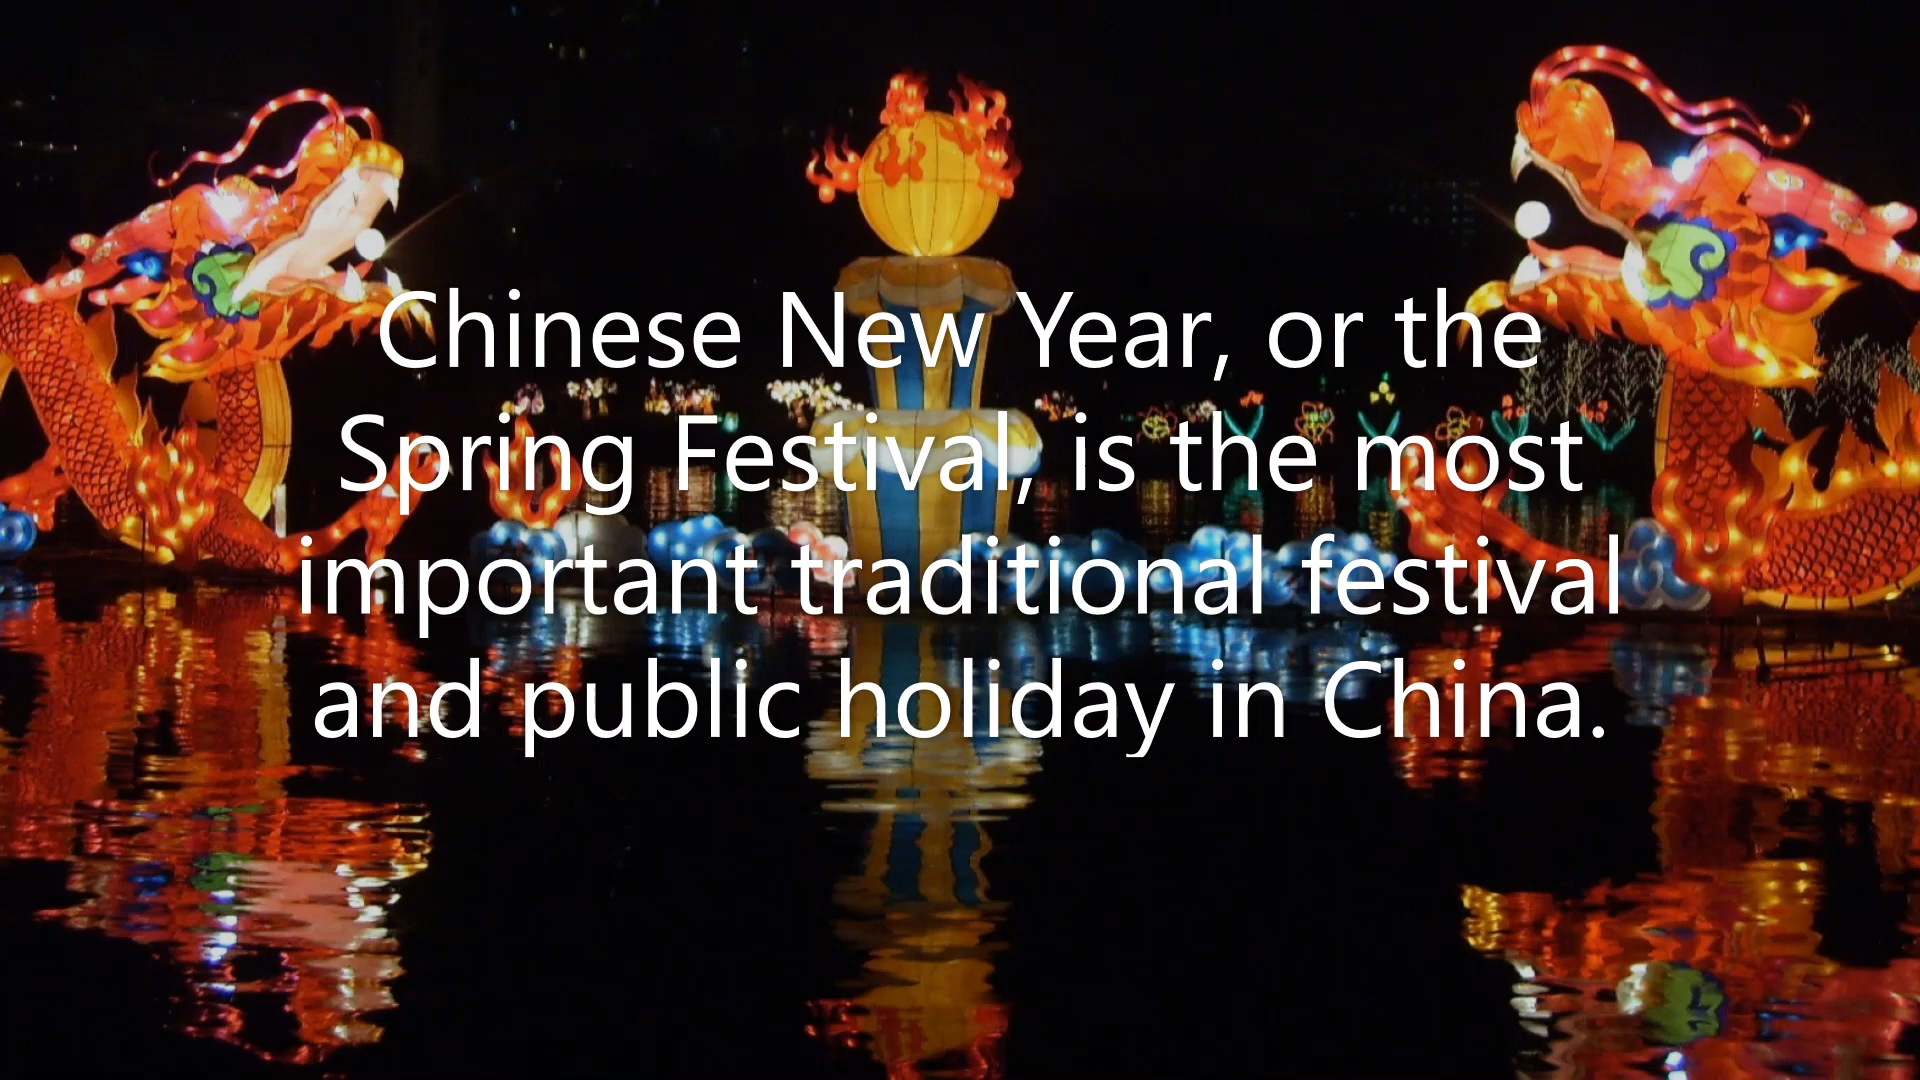 Chinese New Year, or the
Spring Festival, is the most
important traditional festival
and public holiday in China.